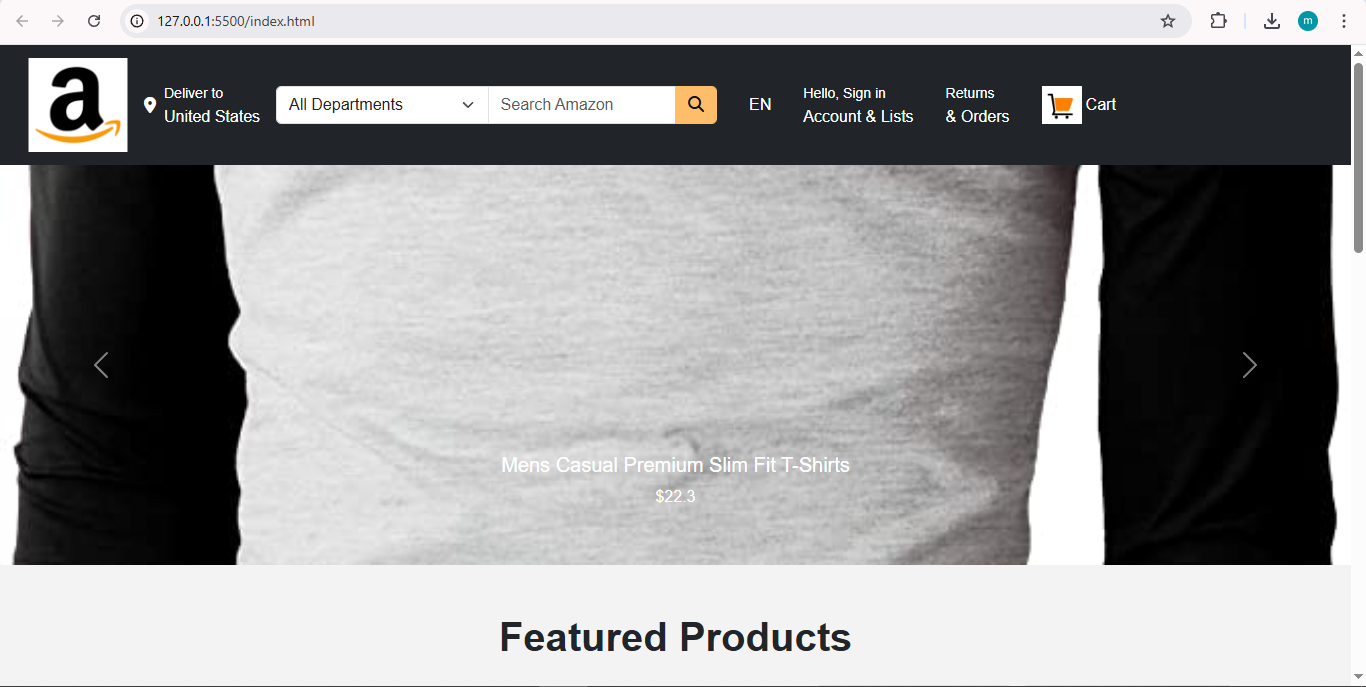 127.0.0.1:5500/index.html
m
a
Deliver to
United States
All Departments
Search Amazon
EN
Hello, Sign in
Account & Lists
Returns
& Orders
Cart
Mens Casual Premium Slim Fit T-Shirts
$22.3
Featured Products